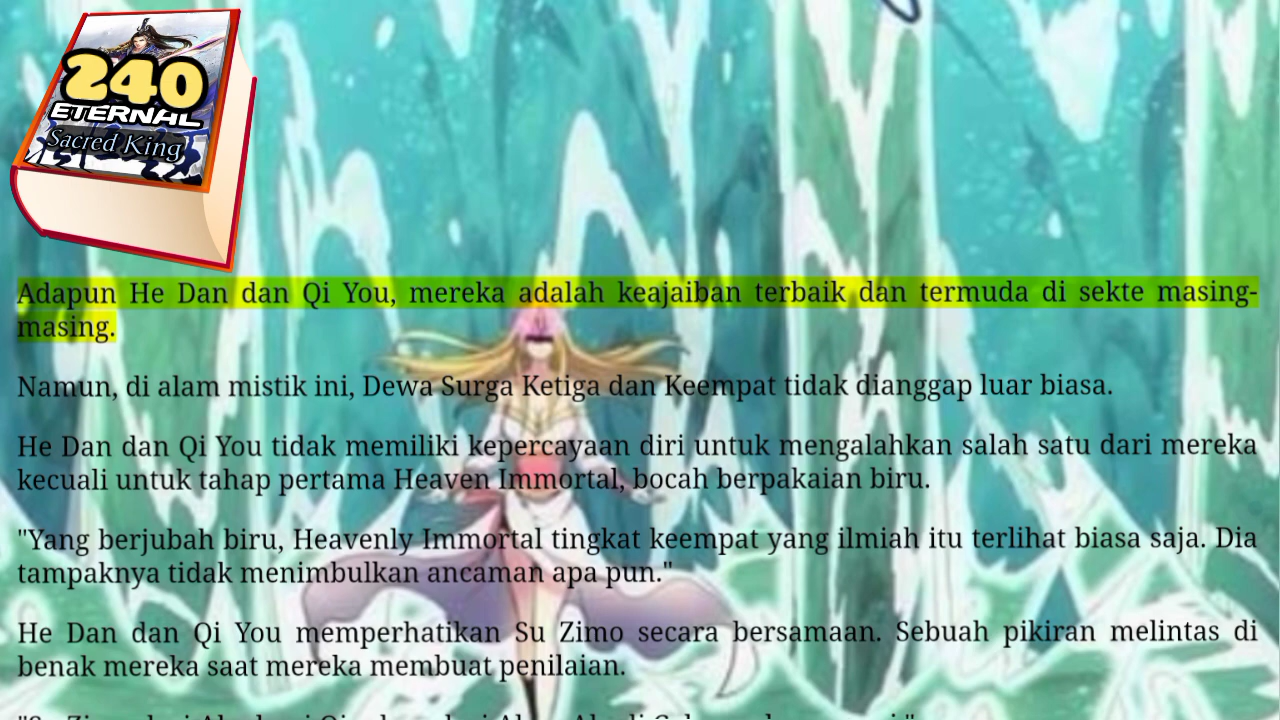 240
ETERNAL
Sacred King
Adapun He Dan dan Qi You, mereka adalah keajaiban terbaik dan termuda di sekte masing-
masing.
Namun, di alam mistik ini, Dewa Surga Ketiga dan Keempat tidak dianggap luar biasa.
He Dan dan Qi You tidak memiliki kepercayaan diri untuk mengalahkan salah satu dari mereka
kecuali untuk tahap pertama Heaven Immortal, bocah berpakaian biru.
"Yang berjubah biru, Heavenly Immortal tingkat keempat yang ilmiah itu terlihat biasa saja. Dia
tampaknya tidak menimbulkan ancaman apa pun."
He Dan dan Qi You memperhatikan Su Zimo secara bersamaan. Sebuah pikiran melintas di
benak mereka saat mereka membuat penilaian.